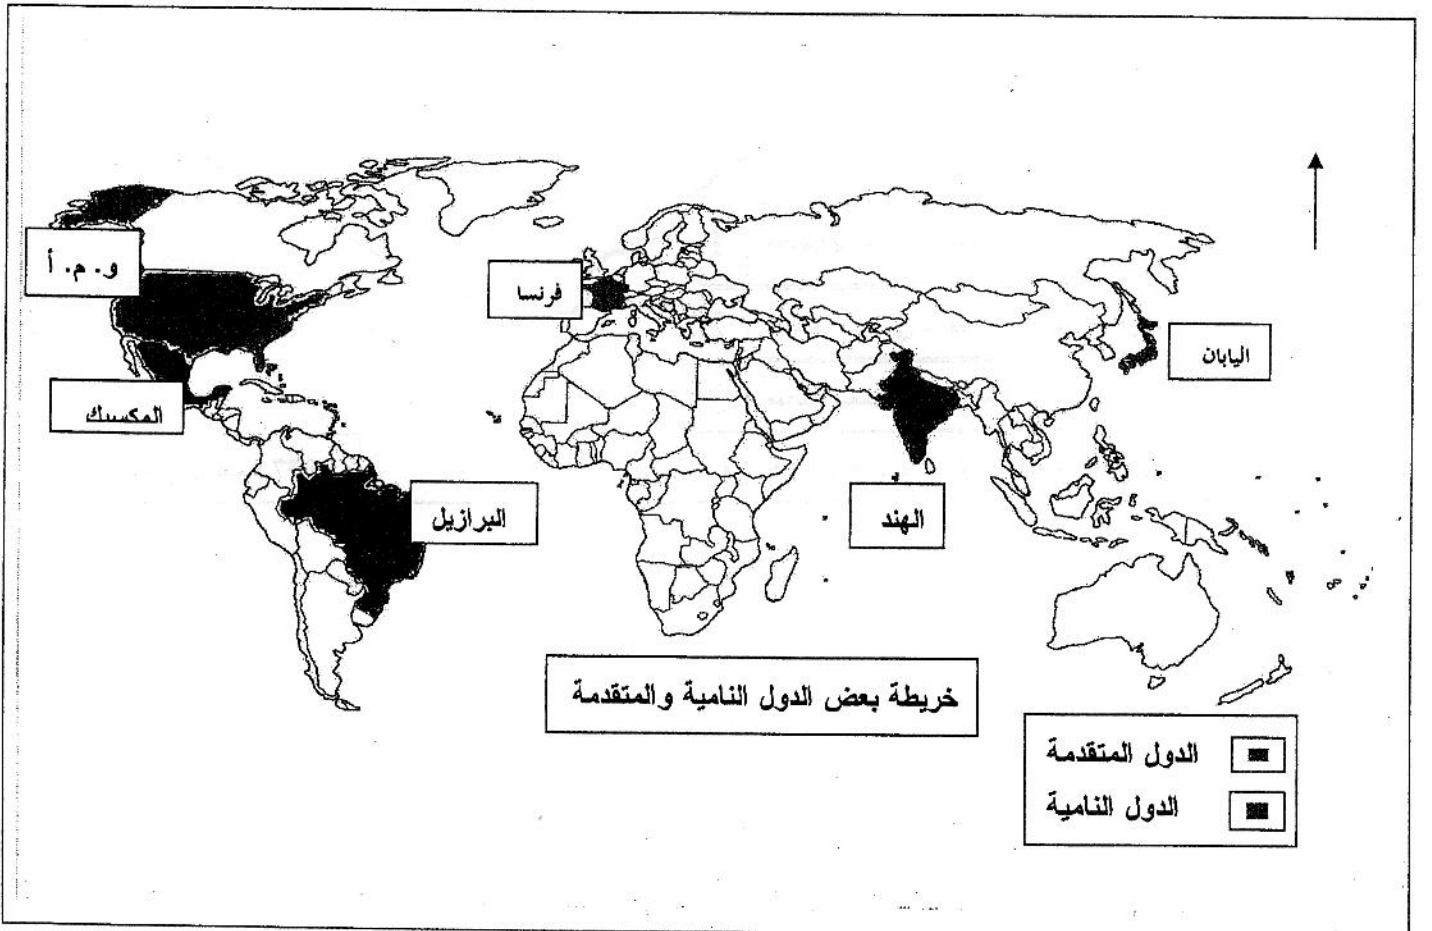 و. م. أ
فرنسا
اليابان
المكسيك
البرازيل
الهند
خريطة بعض الدول النامية والمتقدمة
الدول المتقدمة
الدول النامية